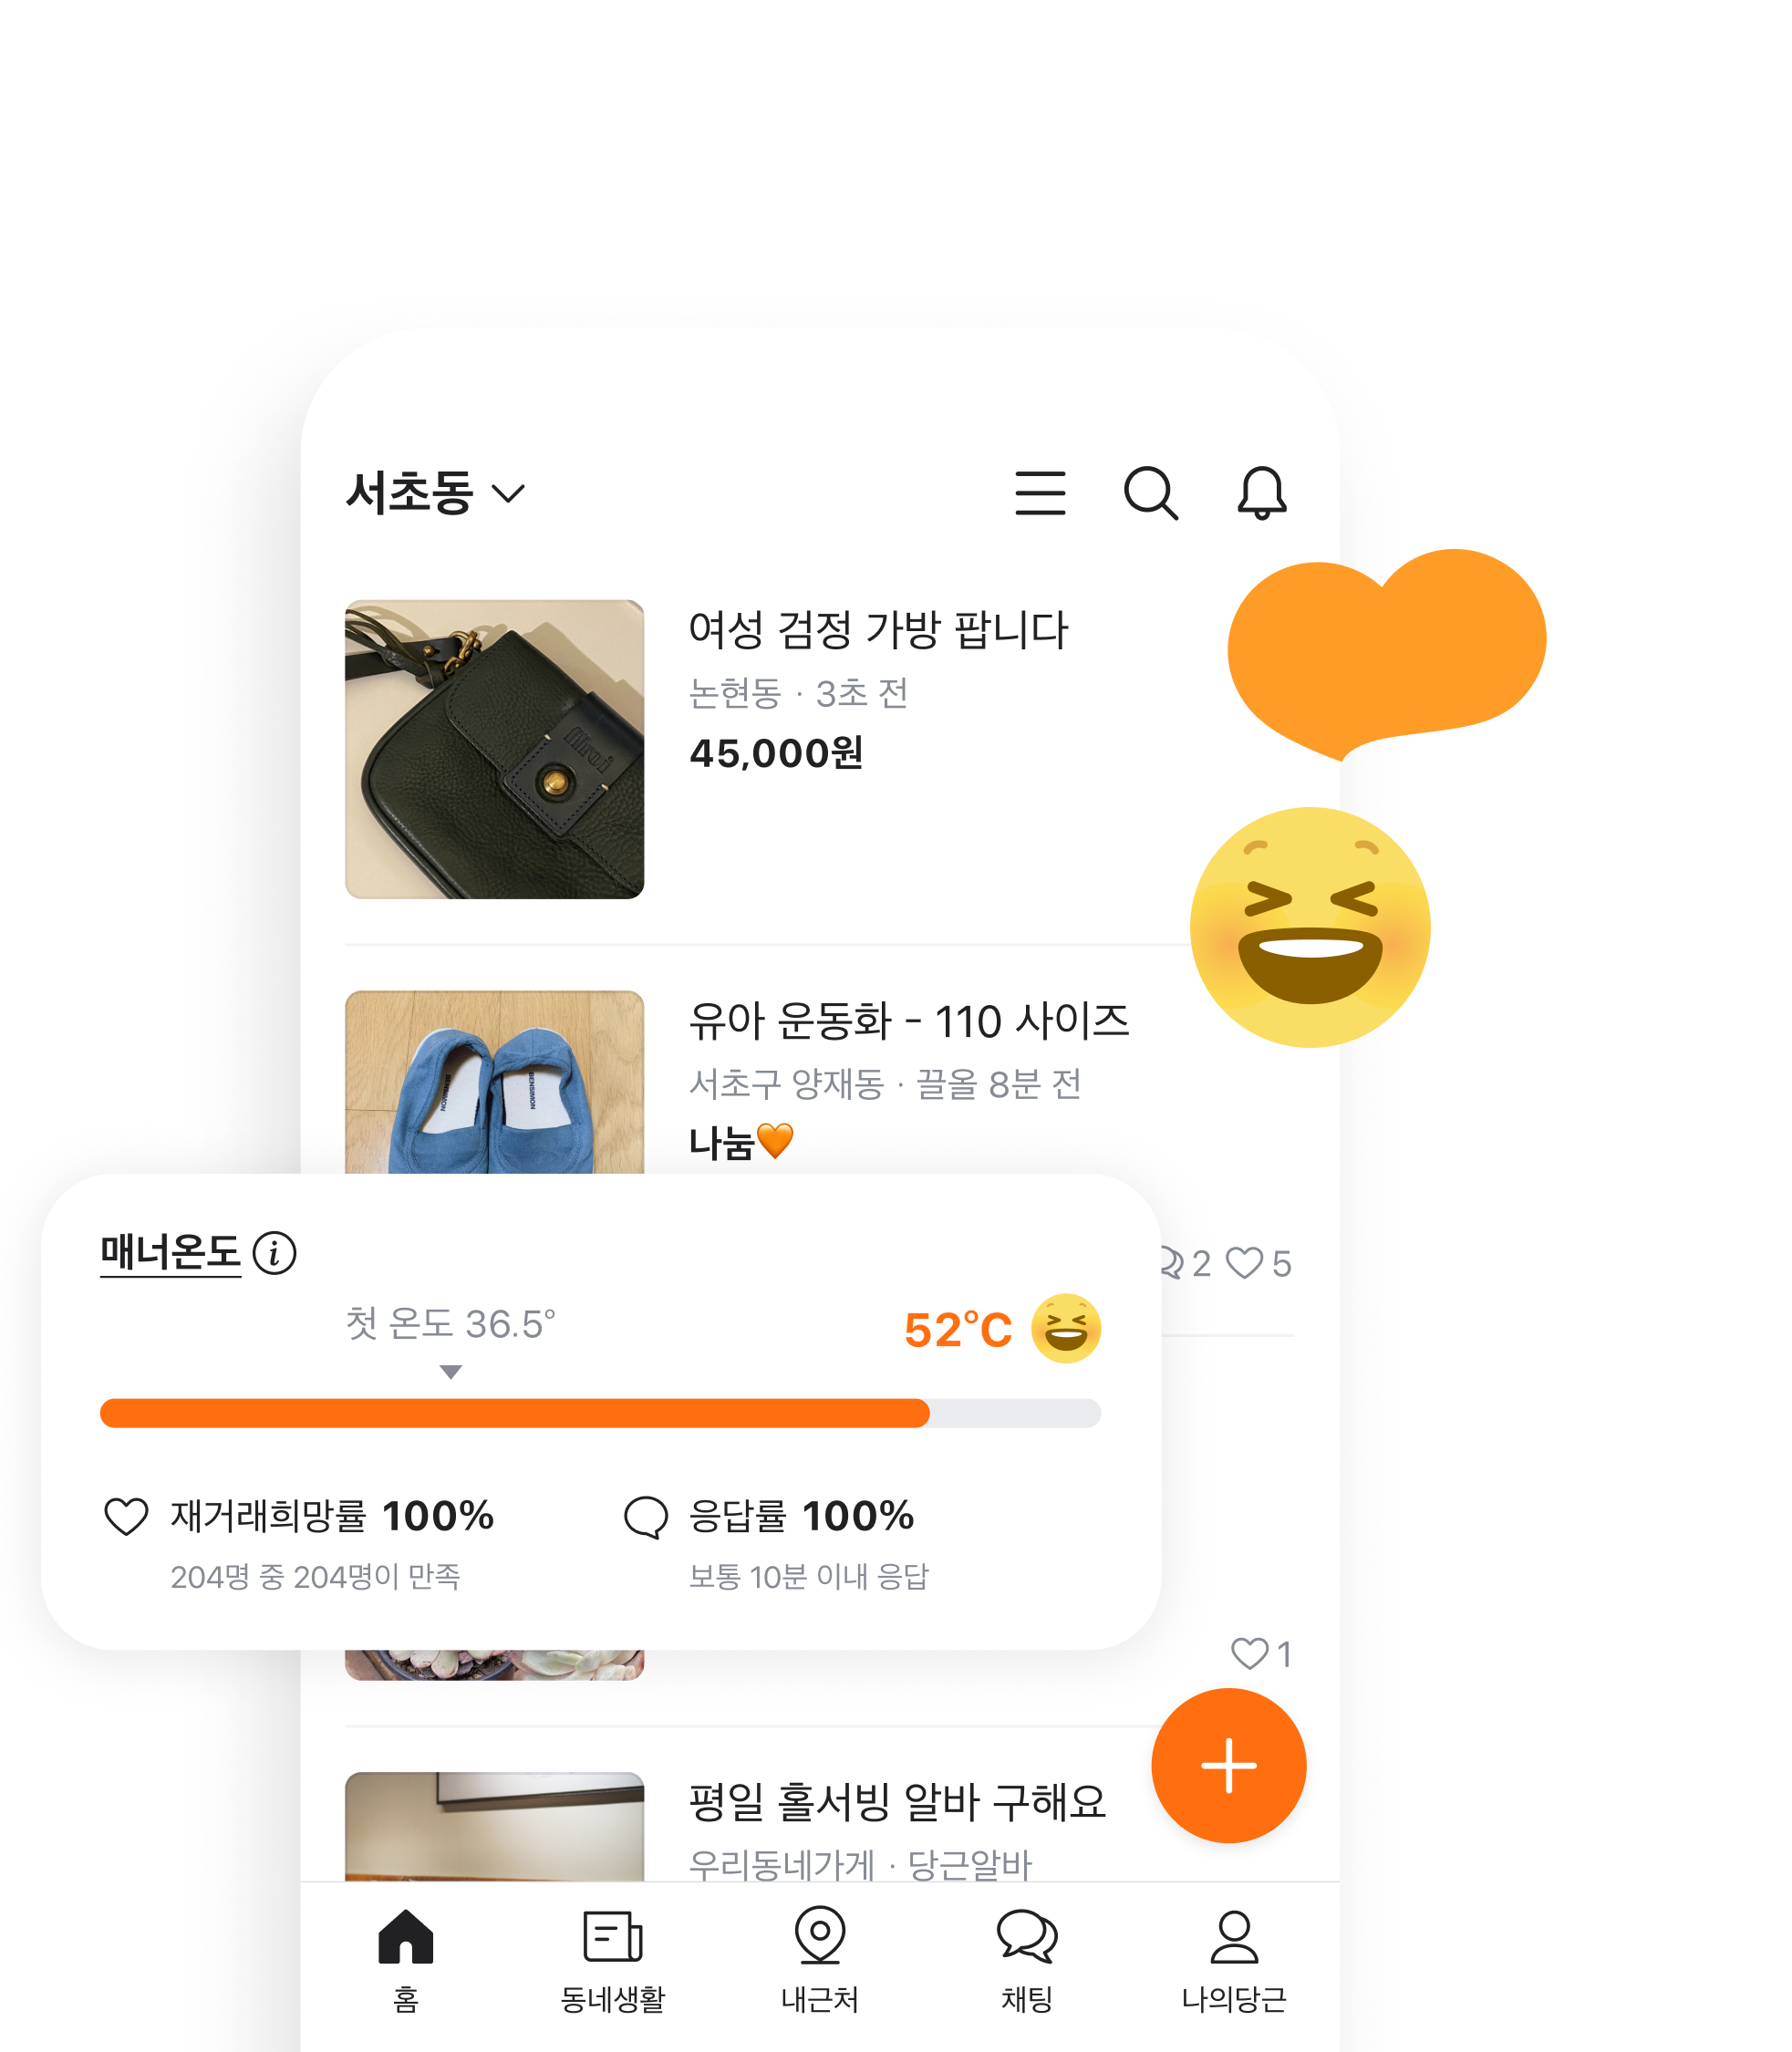 서초동
여성 검정 가방 팝니다
논현동 · 3초 전
45,000원
유아 운동화 - 110 사이즈
서초구 양재동 · 끌올 8분 전
나눔🧡
BENSIMON
BENSIMON
2 5
매너온도
첫 온도 36.5°
52°C
재거래희망률 100%
204명 중 204명이 만족
응답률 100%
보통 10분 이내 응답
1
평일 홀서빙 알바 구해요
우리동네가게 · 당근알바
홈
동네생활
내근처
채팅
나의당근